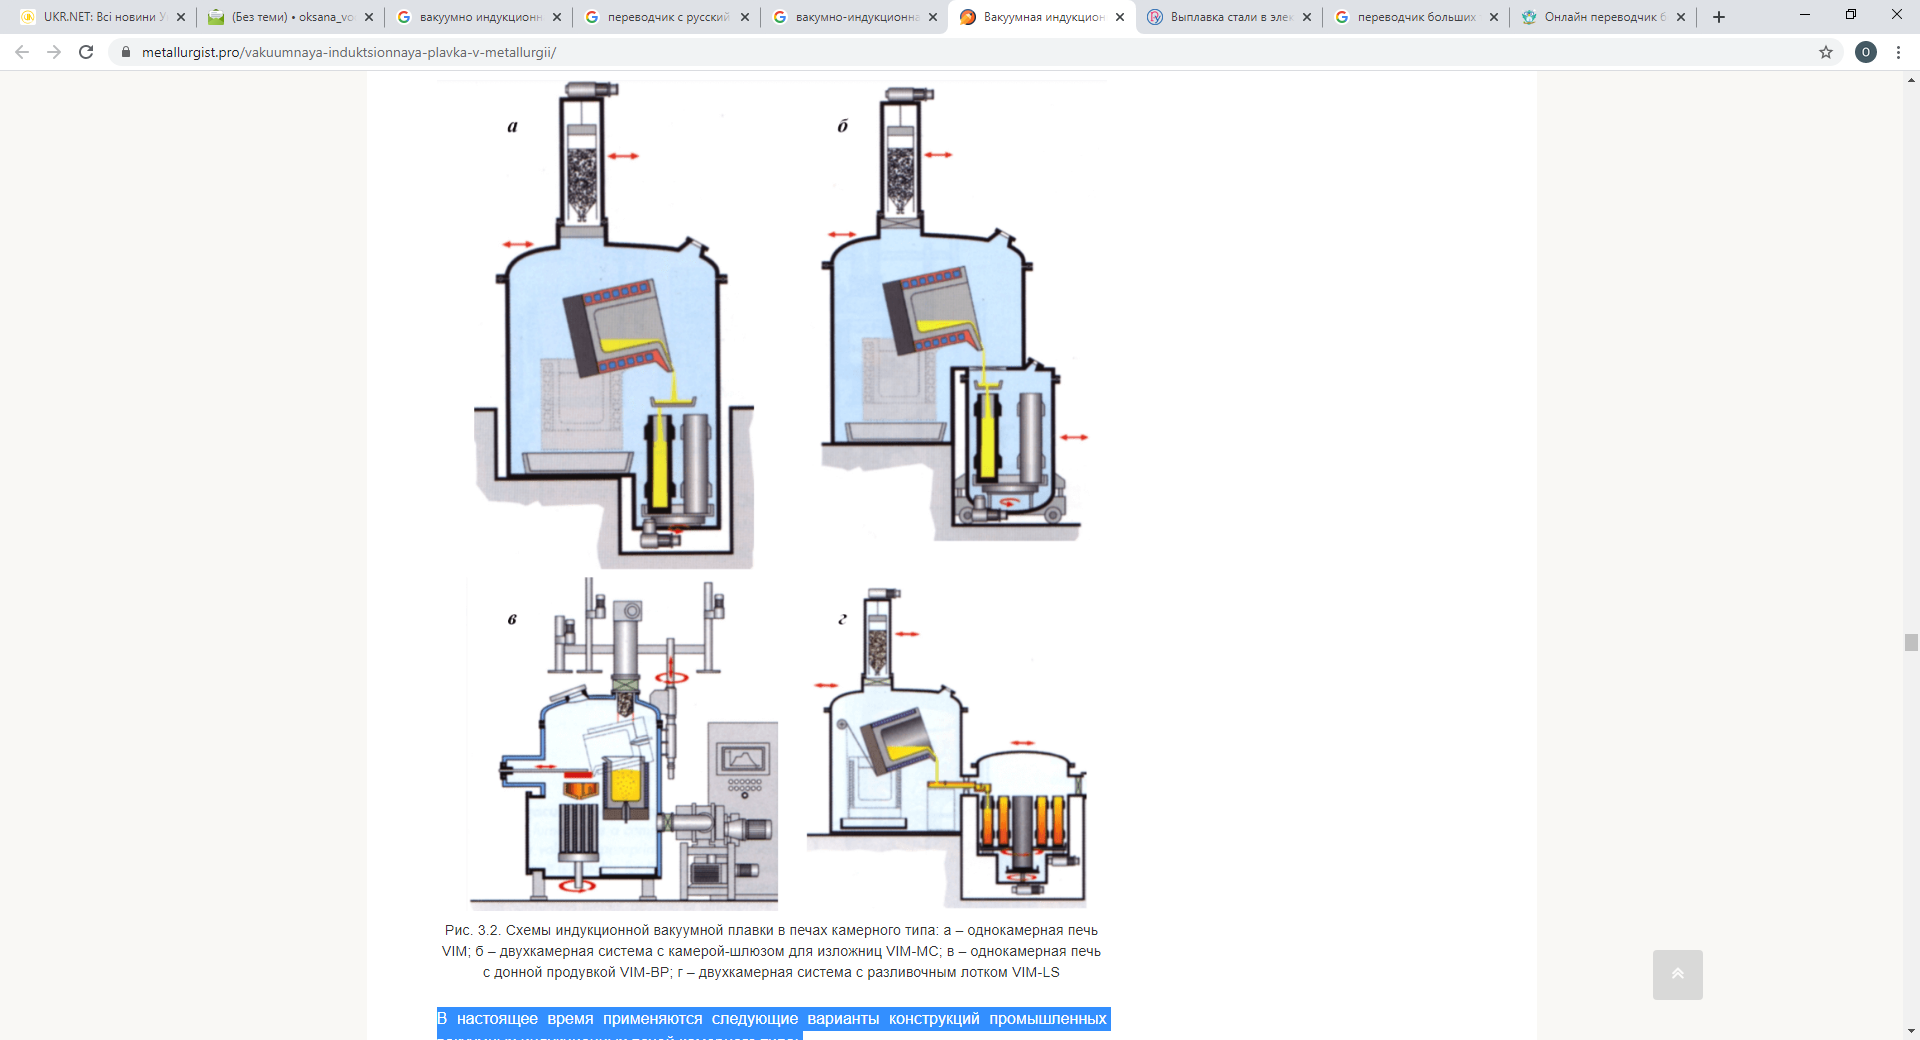 UKR.NET: Всі новини У
(Без теми) • oksana_vo
вакуумно индукционн
переводчик с русский
вакумно-индукционна
Вакуумная индукцион
Выплавка стали в элек
переводчик больших
Онлайн переводчик б
metallurgist.pro/vakuumnaya-induktsionnaya-plavka-v-metallurgii/
O
а
б
в
г
Рис. 3.2. Схемы индукционной вакуумной плавки в печах камерного типа: а – однокамерная печь
VIM; б – двухкамерная система с камерой-шлюзом для изложниц VIM-MC; в – однокамерная печь
с донной продувкой VIM-BP; г – двухкамерная система с разливочным лотком VIM-LS
В настоящее время применяются следующие варианты конструкций промышленных